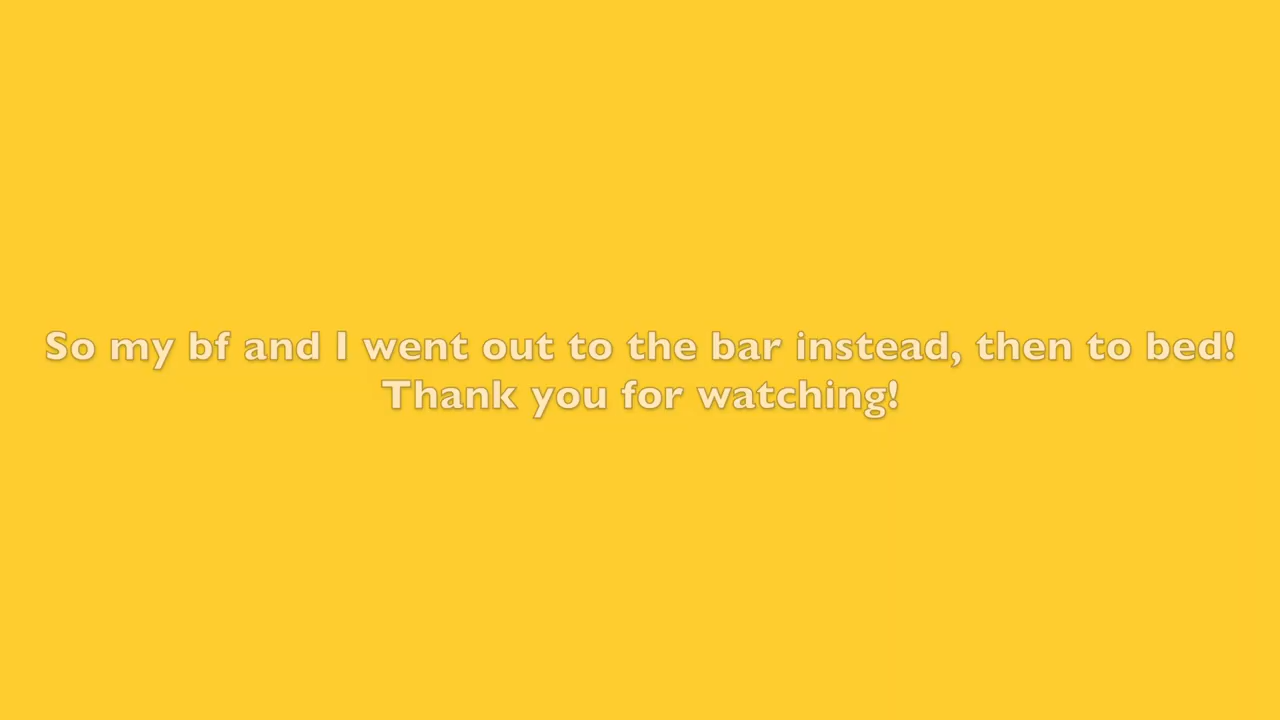 So my bf and I went out to the bar instead, then to bed!
Thank you for watching!